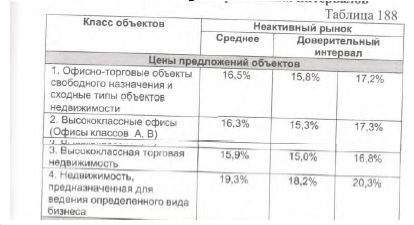 Таблица 188
Класс объектов
Неактивный рынок
Среднее
Доверительный интервал
Цены предложений объектов
1. Офисно-торговые объекты свободного назначения и сходные типы объектов недвижимости
16,5%
15,8%
17,2%
2. Высококлассные офисы (Офисы классов А, В)
16,3%
15,3%
17,3%
3. Высококлассная торговая недвижимость
15,9%
15,0%
16,8%
4. Недвижимость, предназначенная для ведения определенного вида бизнеса
19,3%
18,2%
20,3%